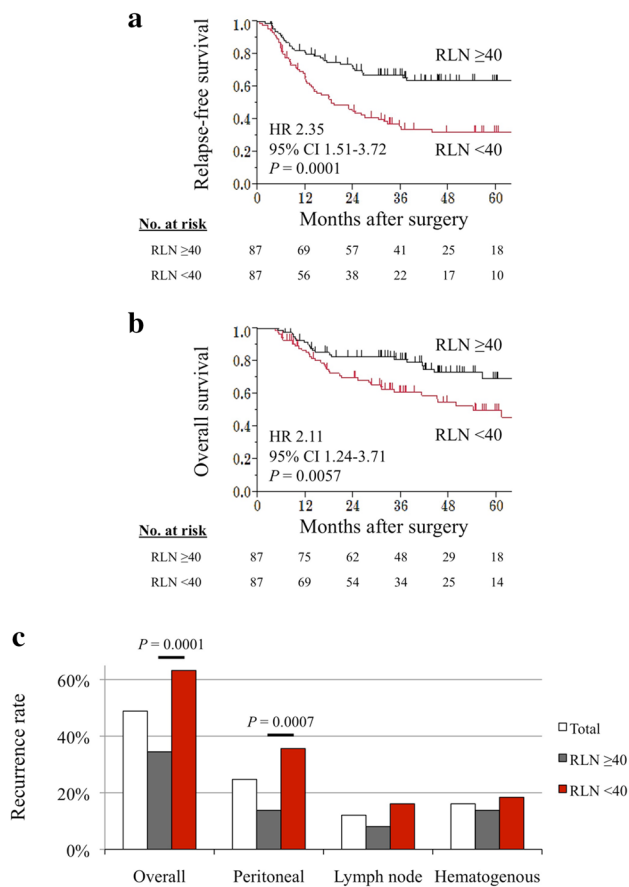 a
Relapse-free survival
1.0
0.8
0.6
0.4
0.2
0.0
RLN ≥40
RLN <40
HR 2.35
95% CI 1.51-3.72
P = 0.0001
0 12 24 36 48 60
Months after surgery
No. at risk
RLN ≥40 87 69 57 41 25 18
RLN <40 87 56 38 22 17 10
b
Overall survival
1.0
0.8
0.6
0.4
0.2
0.0
RLN ≥40
RLN <40
HR 2.11
95% CI 1.24-3.71
P = 0.0057
0 12 24 36 48 60
Months after surgery
No. at risk
RLN ≥40 87 75 62 48 29 18
RLN <40 87 69 54 34 25 14
c
P = 0.0001
P = 0.0007
Recurrence rate
60%
40%
20%
0%
Total
RLN ≥40
RLN <40
Overall Peritoneal Lymph node Hematogenous